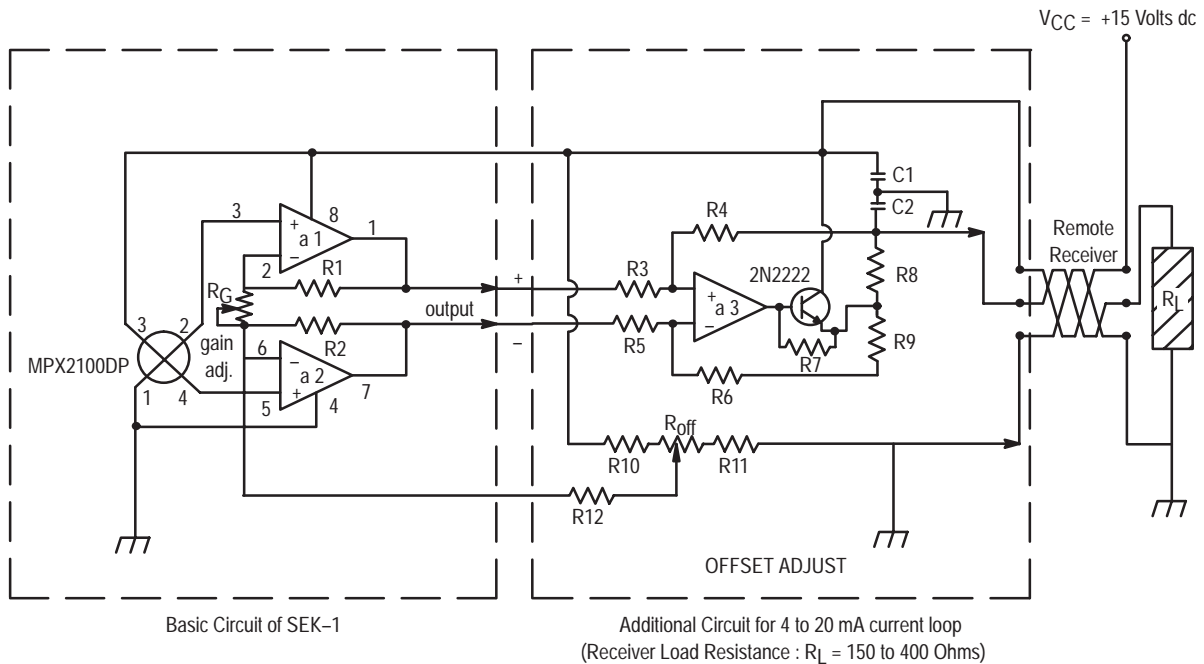 VCC = +15 Volts dc
C1
C2
3
8
1
+
a 1
−
2
R1
RG
R4
R8
Remote
Receiver
RL
+
R3
2N2222
+
a 3
−
output
R5
−
R7
R9
R6
3
2
gain
adj.
R2
MPX2100DP
6
−
a 2
+
7
1
4
5
4
Roff
R10
R11
R12
OFFSET ADJUST
Basic Circuit of SEK–1
Additional Circuit for 4 to 20 mA current loop
(Receiver Load Resistance : RL = 150 to 400 Ohms)